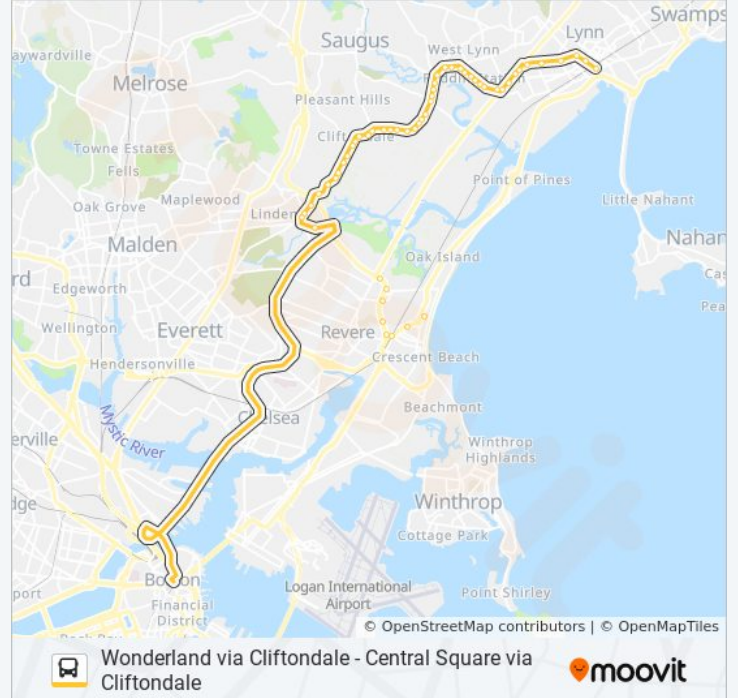 Swamps
Lynn
Saugus
aywardville
West Lynn
Melrose
Pleasant Hills
Towne Estates
Fells
Point of Pines
Oak Grove
Maplewood
Linden
Little Nahant
Malden
Nahan
rd
Oak Island
Cas
Edgeworth
Pea
Wellington
Everett
Revere
Hendersonville
Crescent Beach
Mystic River
Beachmont
Chelsea
erville
Winthrop
Highlands
dge
Winthrop
Cottage Park
Boston
port
Logan International
Airport
Point Shirley
Financial
District
© OpenStreetMap contributors | © OpenMapTiles
Wonderland via Cliftondale - Central Square via
Cliftondale
moovit